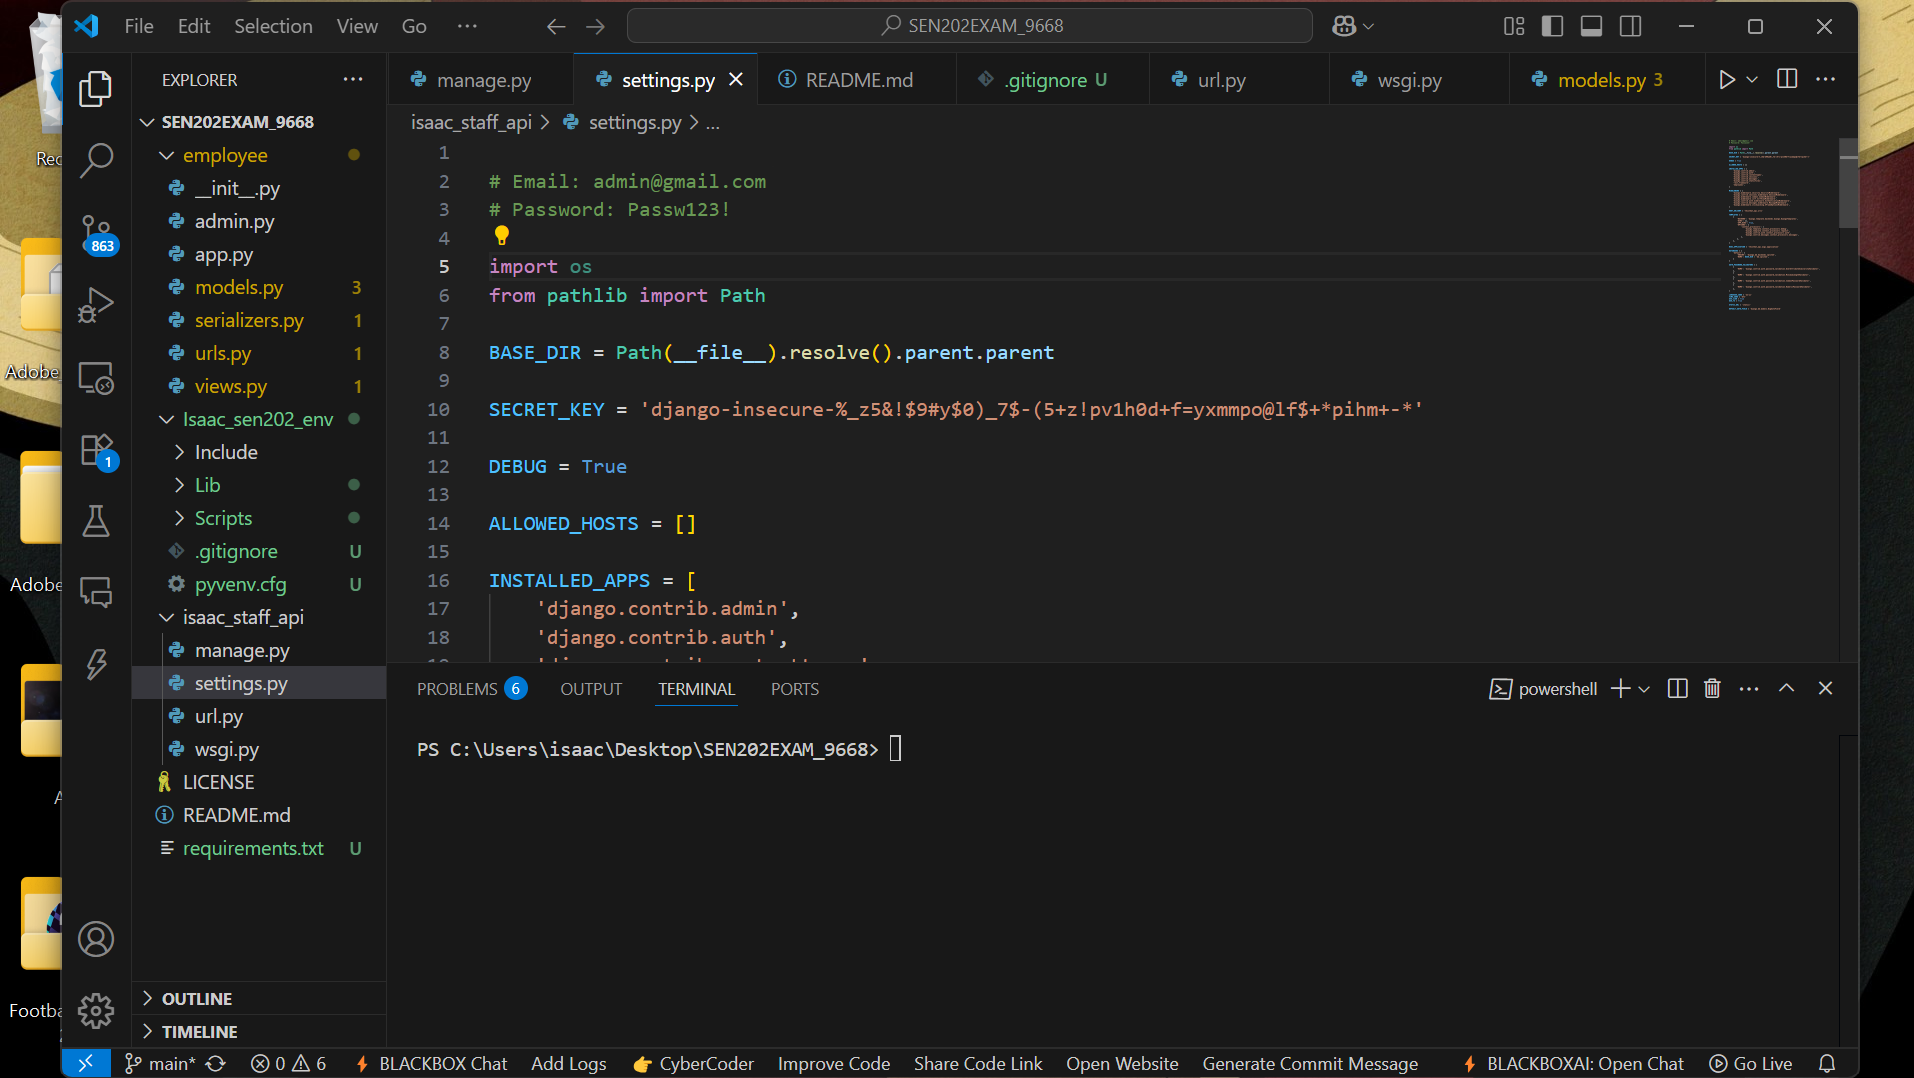 File Edit Selection View Go ··· SEN202EXAM_9668
EXPLORER ···
manage.py settings.py README.md .gitignore U url.py wsgi.py models.py 3
SEN202EXAM_9668
employee
__init__.py
admin.py
app.py
models.py 3
serializers.py 1
urls.py 1
views.py 1
Isaac_sen202_env
Include
Lib
Scripts
.gitignore U
pyvenv.cfg U
isaac_staff_api
manage.py
settings.py
url.py
wsgi.py
LICENSE
README.md
requirements.txt U
OUTLINE
TIMELINE
863
1
isaac_staff_api > settings.py > ...
1
2 # Email: admin@gmail.com
3 # Password: Passw123!
4
5 import os
6 from pathlib import Path
7
8 BASE_DIR = Path(__file__).resolve().parent.parent
9
10 SECRET_KEY = 'django-insecure-%_z5&!$9#y$0)_7$-(5+z!pv1h0d+f=yxmmpo@lf$+*pihm+-*'
11
12 DEBUG = True
13
14 ALLOWED_HOSTS = []
15
16 INSTALLED_APPS = [
17 'django.contrib.admin',
18 'django.contrib.auth',
PROBLEMS 6 OUTPUT TERMINAL PORTS powershell
PS C:\Users\isaac\Desktop\SEN202EXAM_9668>
main* 0 6 BLACKBOX Chat Add Logs CyberCoder Improve Code Share Code Link Open Website Generate Commit Message BLACKBOXAI: Open Chat Go Live
Rec
Adobe
Adobe
A
Footba